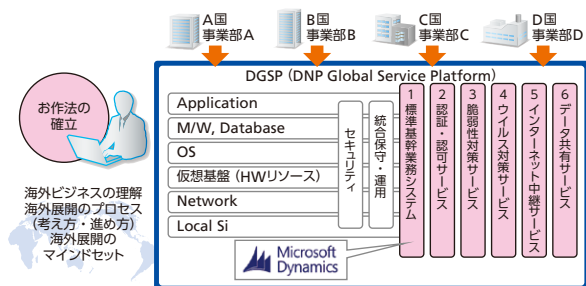 A国
事業部A
B国
事業部B
C国
事業部C
D国
事業部D
DGSP（DNP Global Service Platform）
お作法の
確立
海外ビジネスの理解
海外展開のプロセス
（考え方・進め方）
海外展開の
マインドセット
Application
M/W, Database
OS
仮想基盤（HWリソース）
Network
Local Si
セキュリティ
統合保守・運用
1 標準基幹業務システム
2 認証・認可サービス
3 脆弱性対策サービス
4 ウイルス対策サービス
5 インターネット中継サービス
6 データ共有サービス
Microsoft
Dynamics